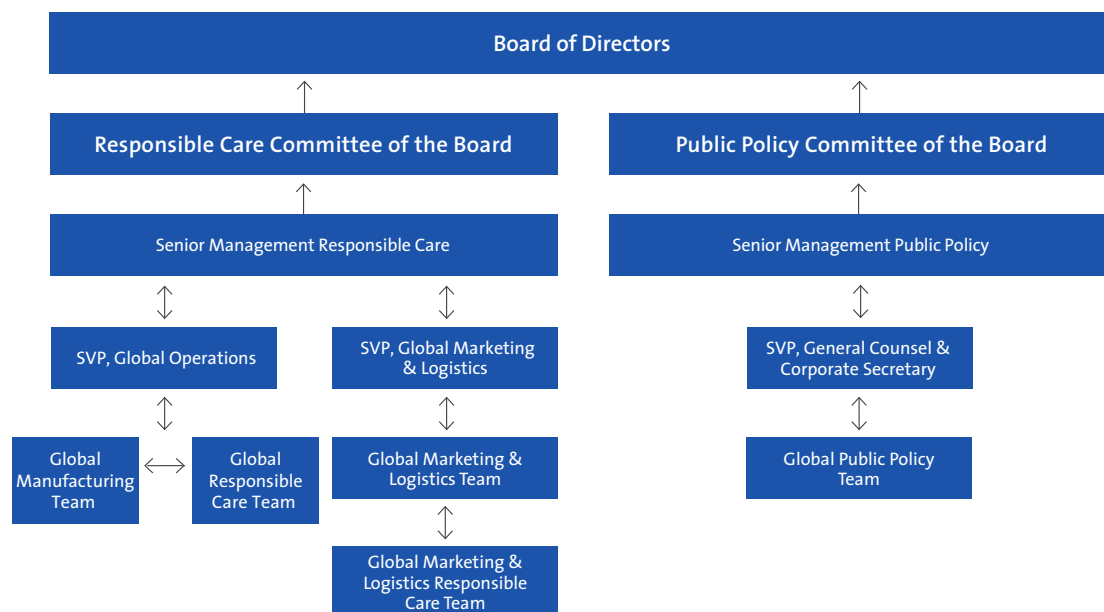 Board of Directors
Responsible Care Committee of the Board
Public Policy Committee of the Board
Senior Management Responsible Care
Senior Management Public Policy
SVP, Global Operations
SVP, Global Marketing
& Logistics
SVP, General Counsel &
Corporate Secretary
Global
Manufacturing
Team
Global
Responsible
Care Team
Global Marketing &
Logistics Team
Global Public Policy
Team
Global Marketing &
Logistics Responsible
Care Team